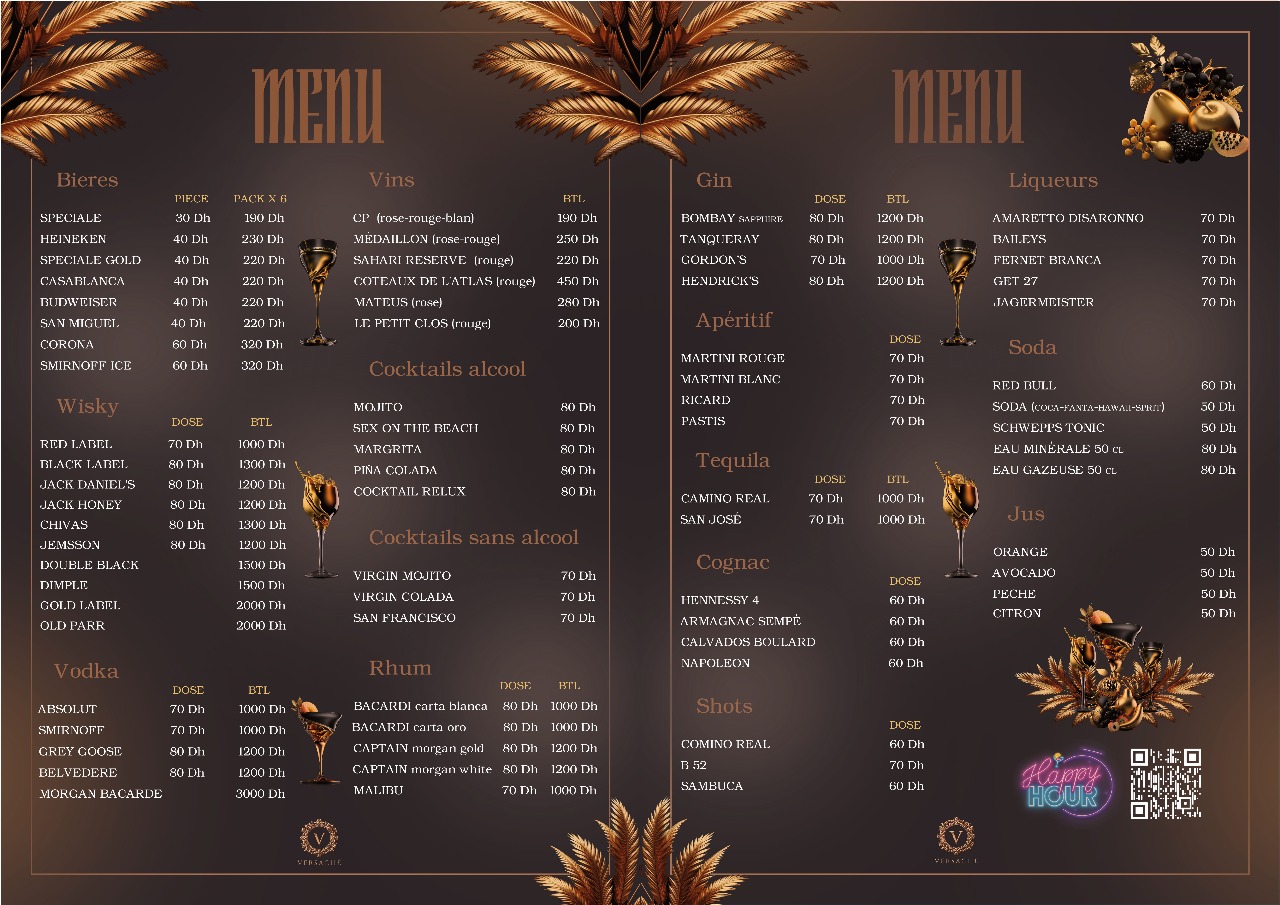 MENU
Bieres
PIECE PACK X 6
SPECIALE 30 Dh 190 Dh
HEINEKEN 40 Dh 230 Dh
SPECIALE GOLD 40 Dh 220 Dh
CASABLANCA 40 Dh 220 Dh
BUDWEISER 40 Dh 220 Dh
SAN MIGUEL 40 Dh 220 Dh
CORONA 60 Dh 320 Dh
SMIRNOFF ICE 60 Dh 320 Dh
Wisky
DOSE BTL
RED LABEL 70 Dh 1000 Dh
BLACK LABEL 80 Dh 1300 Dh
JACK DANIEL'S 80 Dh 1200 Dh
JACK HONEY 80 Dh 1200 Dh
CHIVAS 80 Dh 1300 Dh
JEMSSON 80 Dh 1200 Dh
DOUBLE BLACK 1500 Dh
DIMPLE 1500 Dh
GOLD LABEL 2000 Dh
OLD PARR 2000 Dh
Vodka
DOSE BTL
ABSOLUT 70 Dh 1000 Dh
SMIRNOFF 70 Dh 1000 Dh
GREY GOOSE 80 Dh 1200 Dh
BELVEDERE 80 Dh 1200 Dh
MORGAN BACARDE 3000 Dh
Vins
BTL
CP (rose-rouge-blan) 190 Dh
MÉDAILLON (rose-rouge) 250 Dh
SAHARI RESERVE (rouge) 220 Dh
COTEAUX DE L'ATLAS (rouge) 450 Dh
MATEUS (rose) 280 Dh
LE PETIT CLOS (rouge) 200 Dh
Cocktails alcool
MOJITO 80 Dh
SEX ON THE BEACH 80 Dh
MARGRITA 80 Dh
PIÑA COLADA 80 Dh
COCKTAIL RELUX 80 Dh
Cocktails sans alcool
VIRGIN MOJITO 70 Dh
VIRGIN COLADA 70 Dh
SAN FRANCISCO 70 Dh
Rhum
DOSE BTL
BACARDI carta blanca 80 Dh 1000 Dh
BACARDI carta oro 80 Dh 1000 Dh
CAPTAIN morgan gold 80 Dh 1200 Dh
CAPTAIN morgan white 80 Dh 1200 Dh
MALIBU 70 Dh 1000 Dh
V
VERSACHE
MENU
Gin
DOSE BTL
BOMBAY SAPPHIRE 80 Dh 1200 Dh
TANQUERAY 80 Dh 1200 Dh
GORDON'S 70 Dh 1000 Dh
HENDRICK'S 80 Dh 1200 Dh
Apéritif
DOSE
MARTINI ROUGE 70 Dh
MARTINI BLANC 70 Dh
RICARD 70 Dh
PASTIS 70 Dh
Tequila
DOSE BTL
CAMINO REAL 70 Dh 1000 Dh
SAN JOSÉ 70 Dh 1000 Dh
Cognac
DOSE
HENNESSY 4 60 Dh
ARMAGNAC SEMPÈ 60 Dh
CALVADOS BOULARD 60 Dh
NAPOLEON 60 Dh
Shots
DOSE
COMINO REAL 60 Dh
B 52 70 Dh
SAMBUCA 60 Dh
Liqueurs
AMARETTO DISARONNO 70 Dh
BAILEYS 70 Dh
FERNET BRANCA 70 Dh
GET 27 70 Dh
JAGERMEISTER 70 Dh
Soda
RED BULL 60 Dh
SODA (COCA-FANTA-HAWAII-SPRIT) 50 Dh
SCHWEPPS TONIC 50 Dh
EAU MINÉRALE 50 CL 80 Dh
EAU GAZEUSE 50 CL 80 Dh
Jus
ORANGE 50 Dh
AVOCADO 50 Dh
PECHE 50 Dh
CITRON 50 Dh
Happy
HOUR
V
VERSACHE